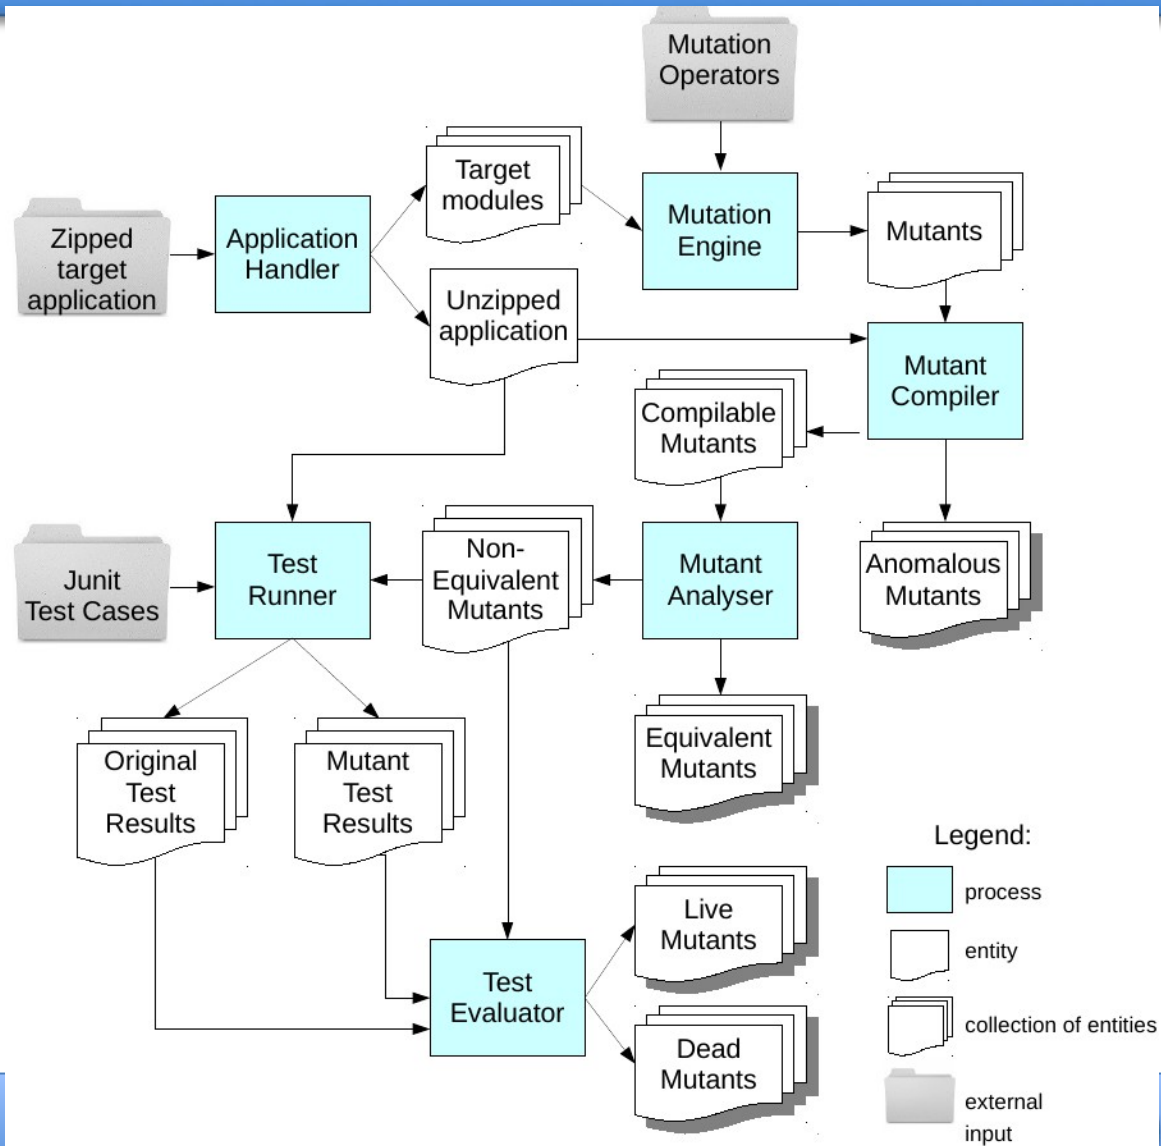 Mutation
Operators
Target
modules
Zipped
target
application
Application
Handler
Mutation
Engine
Mutants
Unzipped
application
Mutant
Compiler
Compilable
Mutants
Junit
Test Cases
Test
Runner
Non-
Equivalent
Mutants
Mutant
Analyser
Anomalous
Mutants
Original
Test
Results
Mutant
Test
Results
Equivalent
Mutants
Live
Mutants
Test
Evaluator
Dead
Mutants
Legend:
process
entity
collection of entities
external
input